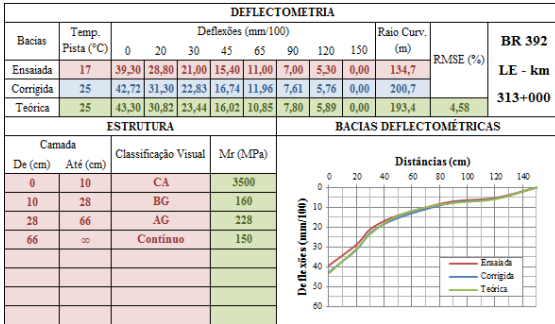 DEFLECTOMETRIA
Bacias Temp. Pista (°C) Deflexões (mm/100) Raio Curv. (m) RMSE (%) BR 392 LE - km 313+000
0 20 30 45 65 90 120 150
Ensaiada 17 39,30 28,80 21,00 15,40 11,00 7,00 5,30 0,00 134,7
Corrigida 25 42,72 31,30 22,83 16,74 11,96 7,61 5,76 0,00 200,7
Teórica 25 43,30 30,82 23,44 16,02 10,85 7,80 5,89 0,00 193,4 4,58
ESTRUTURA BACIAS DEFLECTOMÉTRICAS
Camada Classificação Visual Mr (MPa)
De (cm) Até (cm)
0 10 CA 3500
10 28 BG 160
28 66 AG 228
66 ∞ Contínuo 150
Distâncias (cm)
0 20 40 60 80 100 120 140
Deflexões (mm/100)
0
10
20
30
40
50
60
Ensaiada
Corrigida
Teórica